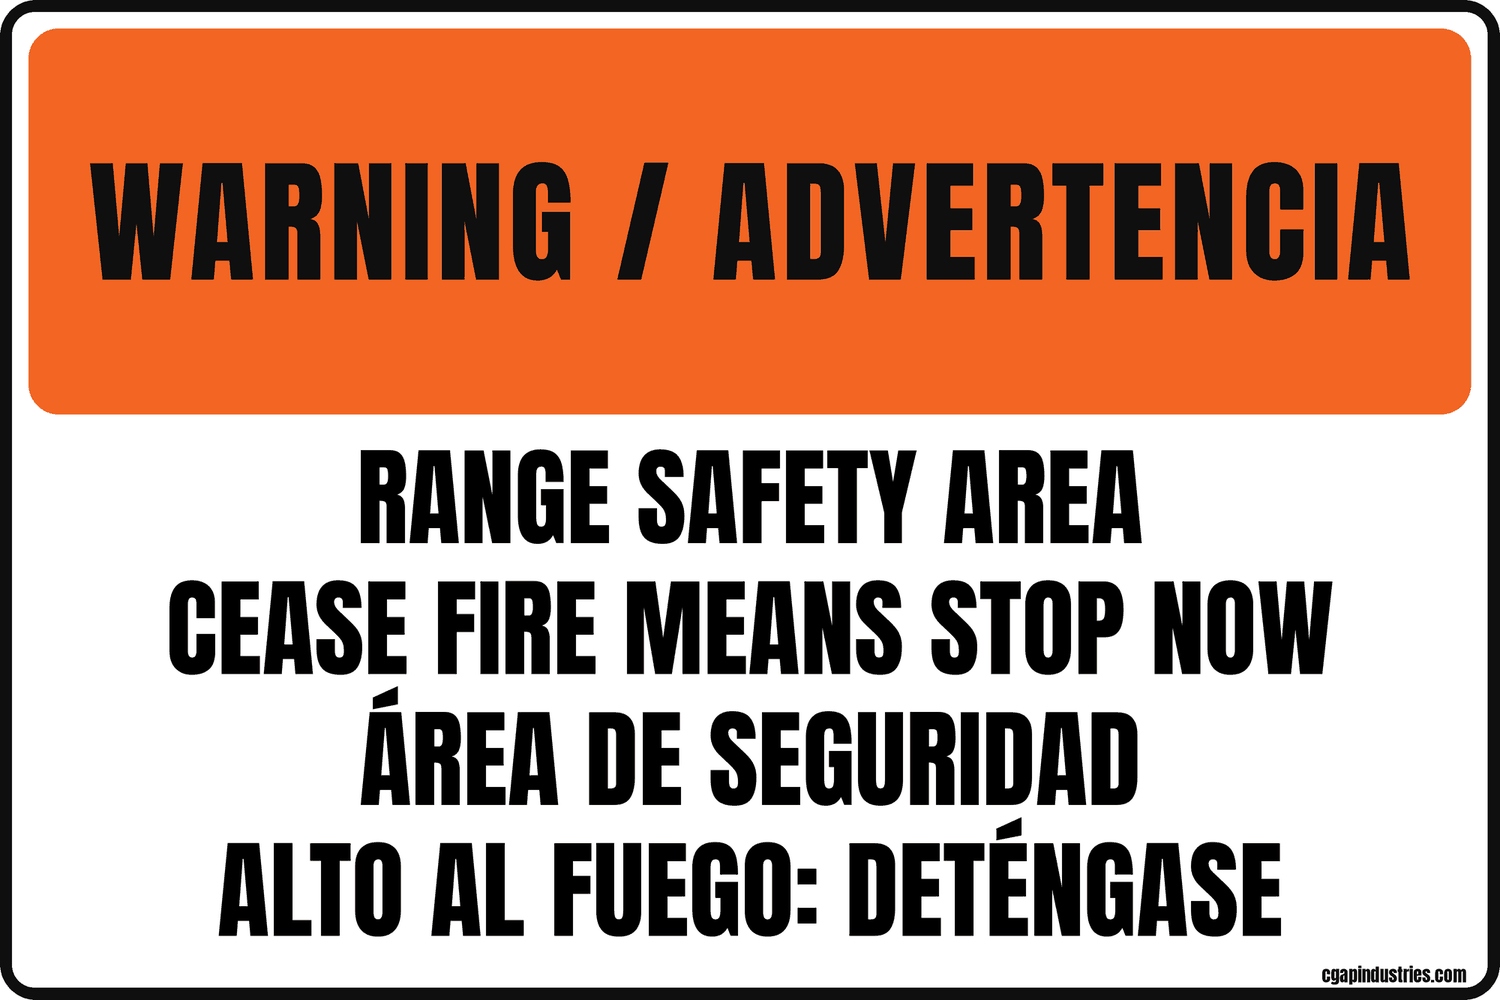 WARNING / ADVERTENCIA
RANGE SAFETY AREA
CEASE FIRE MEANS STOP NOW
ÁREA DE SEGURIDAD
ALTO AL FUEGO: DETÉNGASE
cgapindustries.com